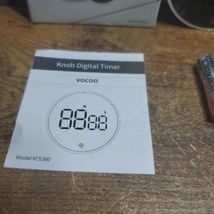 Knob Digital Timer
VOCOO
M
S
88 88
Model:VC5260